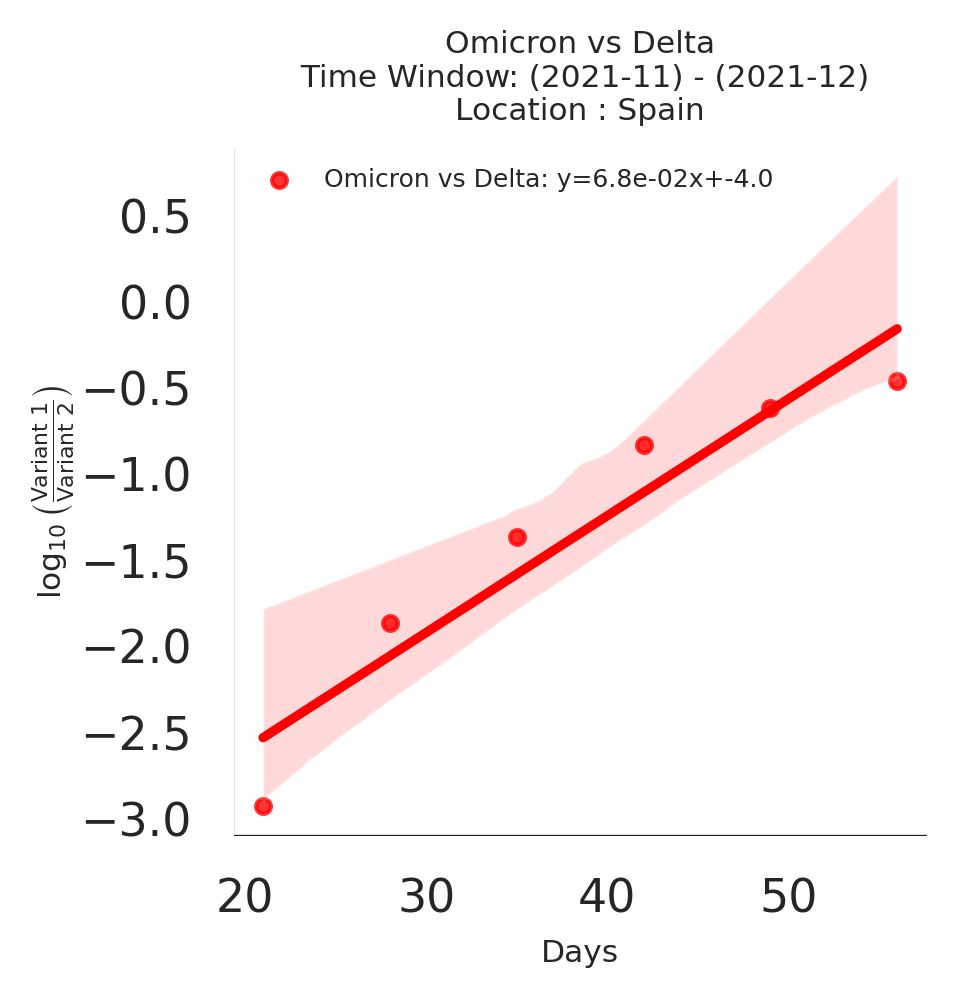 Omicron vs Delta
Time Window: (2021-11) - (2021-12)
Location : Spain
Omicron vs Delta: y=6.8e-02x+-4.0
0.5
0.0
−0.5
−1.0
−1.5
−2.0
−2.5
−3.0
log10 (Variant 1 / Variant 2)
20 30 40 50
Days